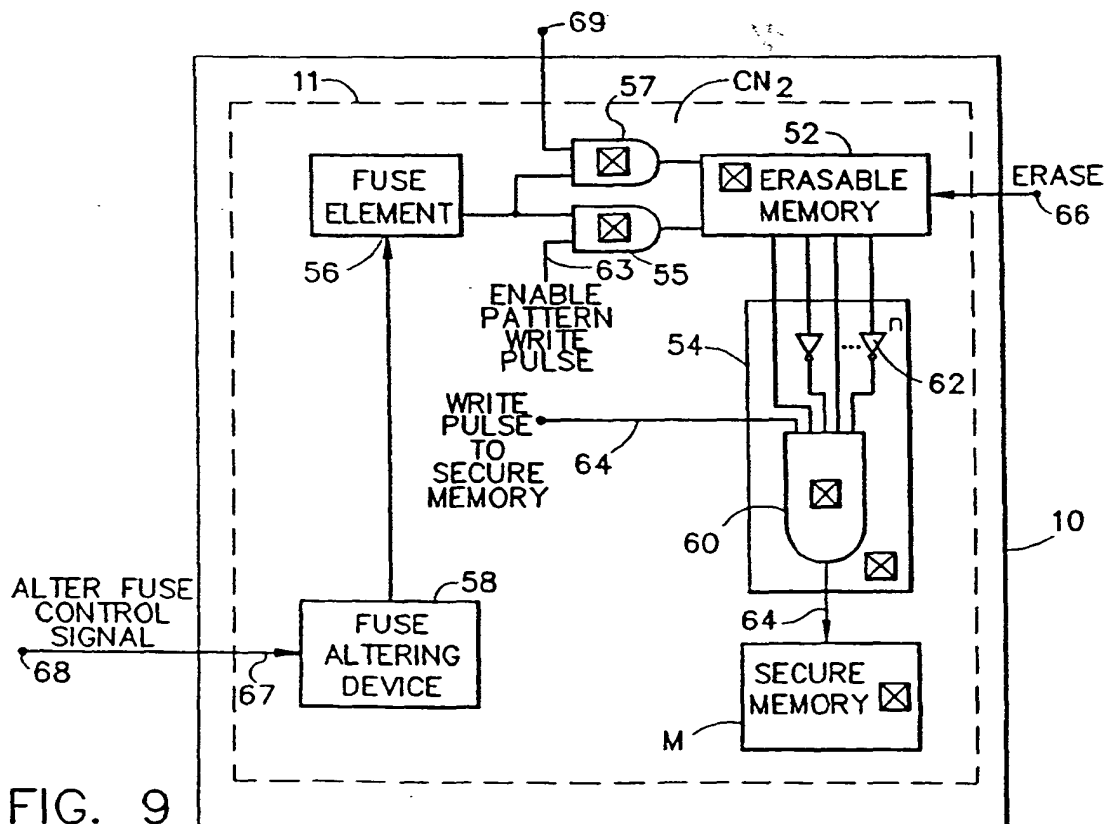 69
11
CN2
57
52
FUSE
ELEMENT
ERASABLE
MEMORY
ERASE
66
56
63
55
ENABLE
PATTERN
WRITE
PULSE
54
n
...
62
WRITE
PULSE
TO
SECURE
MEMORY
64
60
10
ALTER FUSE
CONTROL
SIGNAL
58
64
FUSE
ALTERING
DEVICE
SECURE
MEMORY
68
67
M
FIG. 9